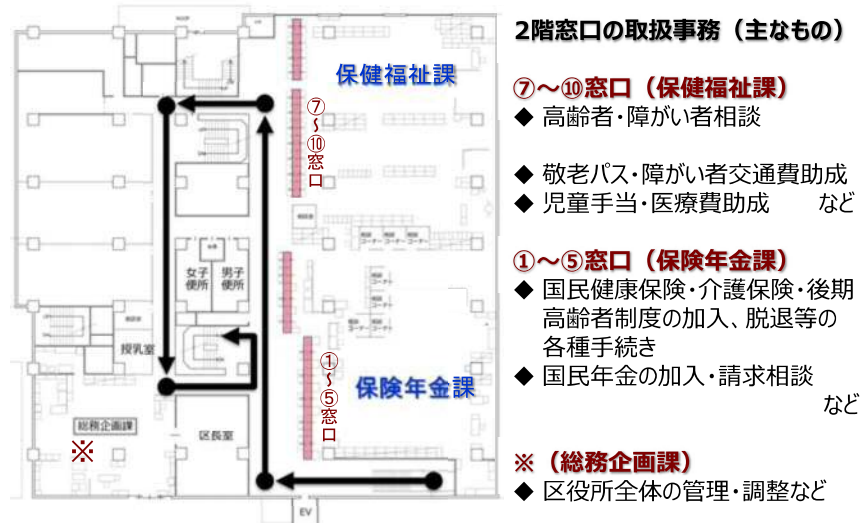 2階窓口の取扱事務（主なもの）
⑦～⑩窓口（保健福祉課）
◆ 高齢者・障がい者相談
◆ 敬老パス・障がい者交通費助成
◆ 児童手当・医療費助成　など
①～⑤窓口（保険年金課）
◆ 国民健康保険・介護保険・後期
高齢者制度の加入、脱退等の
各種手続き
◆ 国民年金の加入・請求相談
など
※（総務企画課）
◆ 区役所全体の管理・調整など
保健福祉課
⑦～⑩窓口
女子便所
男子便所
授乳室
①～⑤窓口
保険年金課
総務企画課
※
区長室
EV